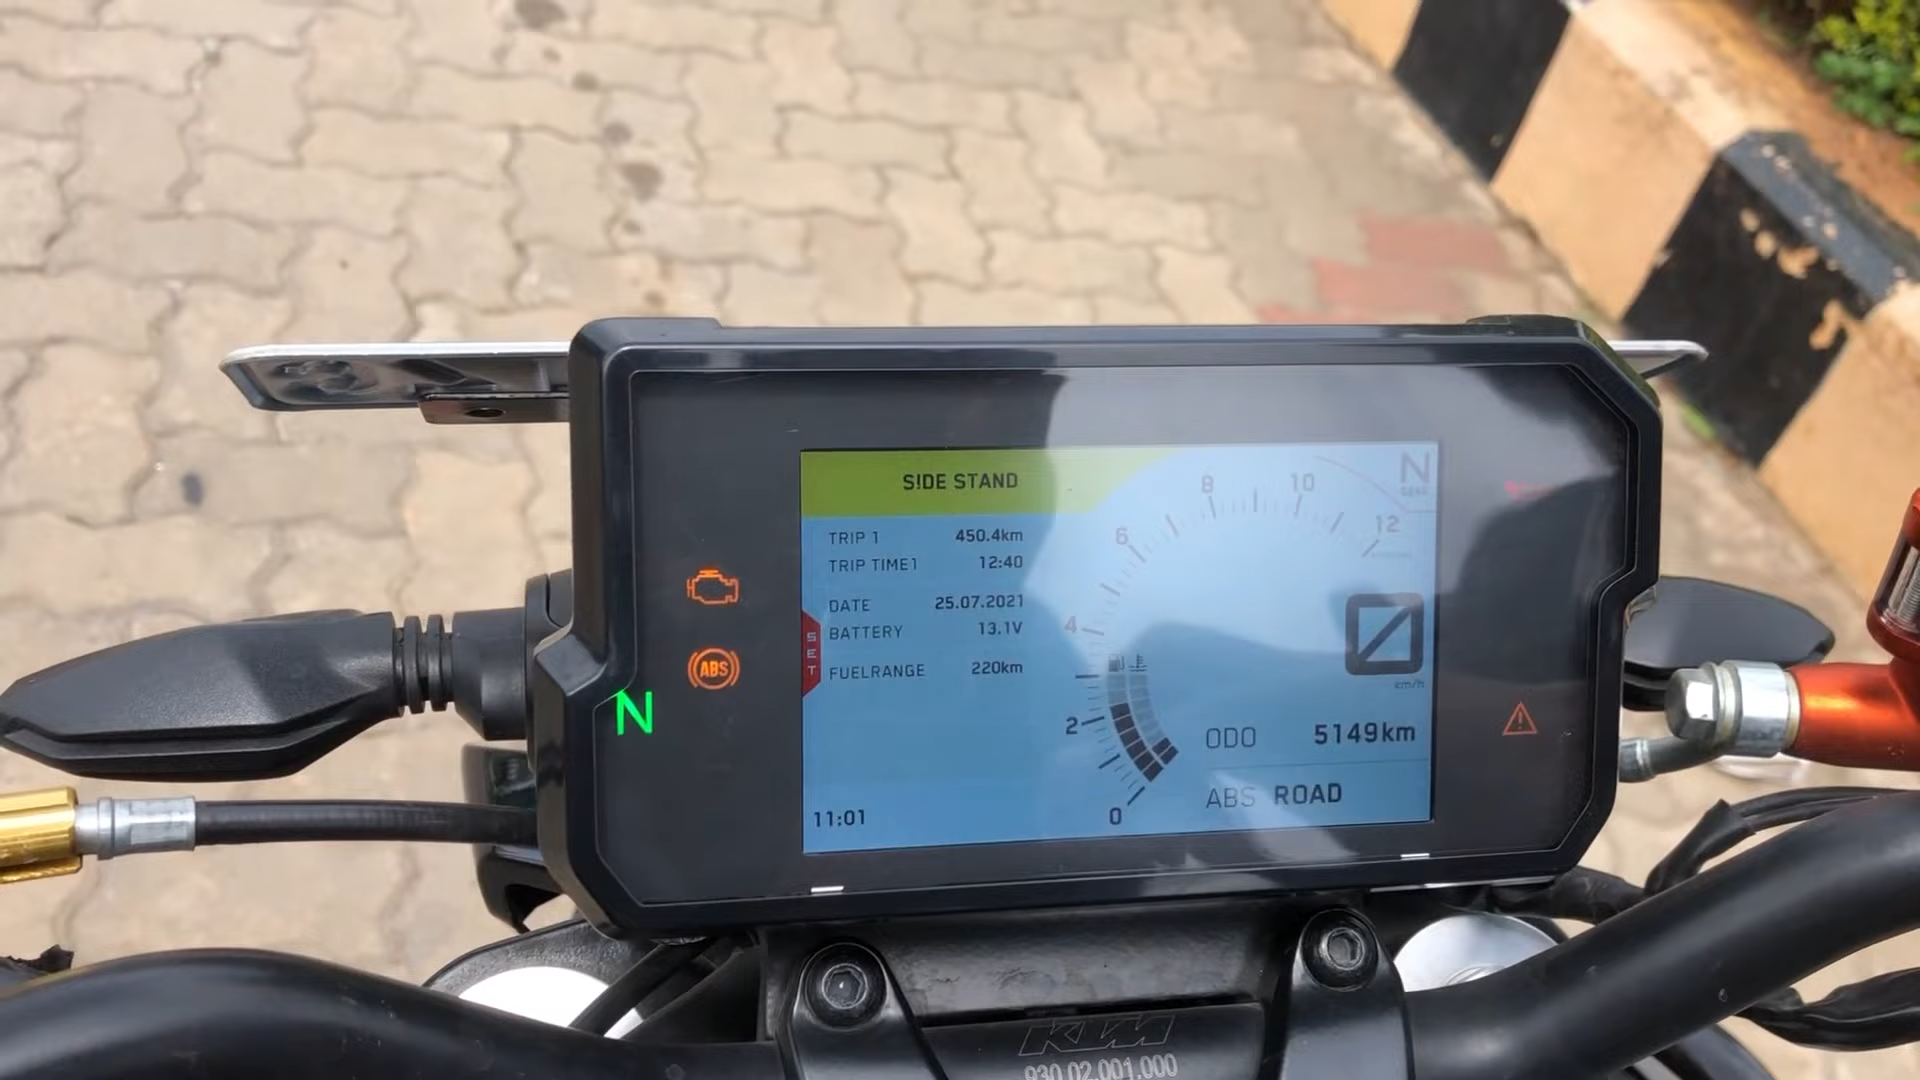 S!DE STAND
TRIP 1 450.4km
TRIP TIME1 12:40
DATE 25.07.2021
BATTERY 13.1V
FUELRANGE 220km
SET
11:01
0
2
4
6
8
10
12
N
GEAR
0
km/h
ODO 5149km
ABS ROAD
ABS
N
KTM
930.02.001.000